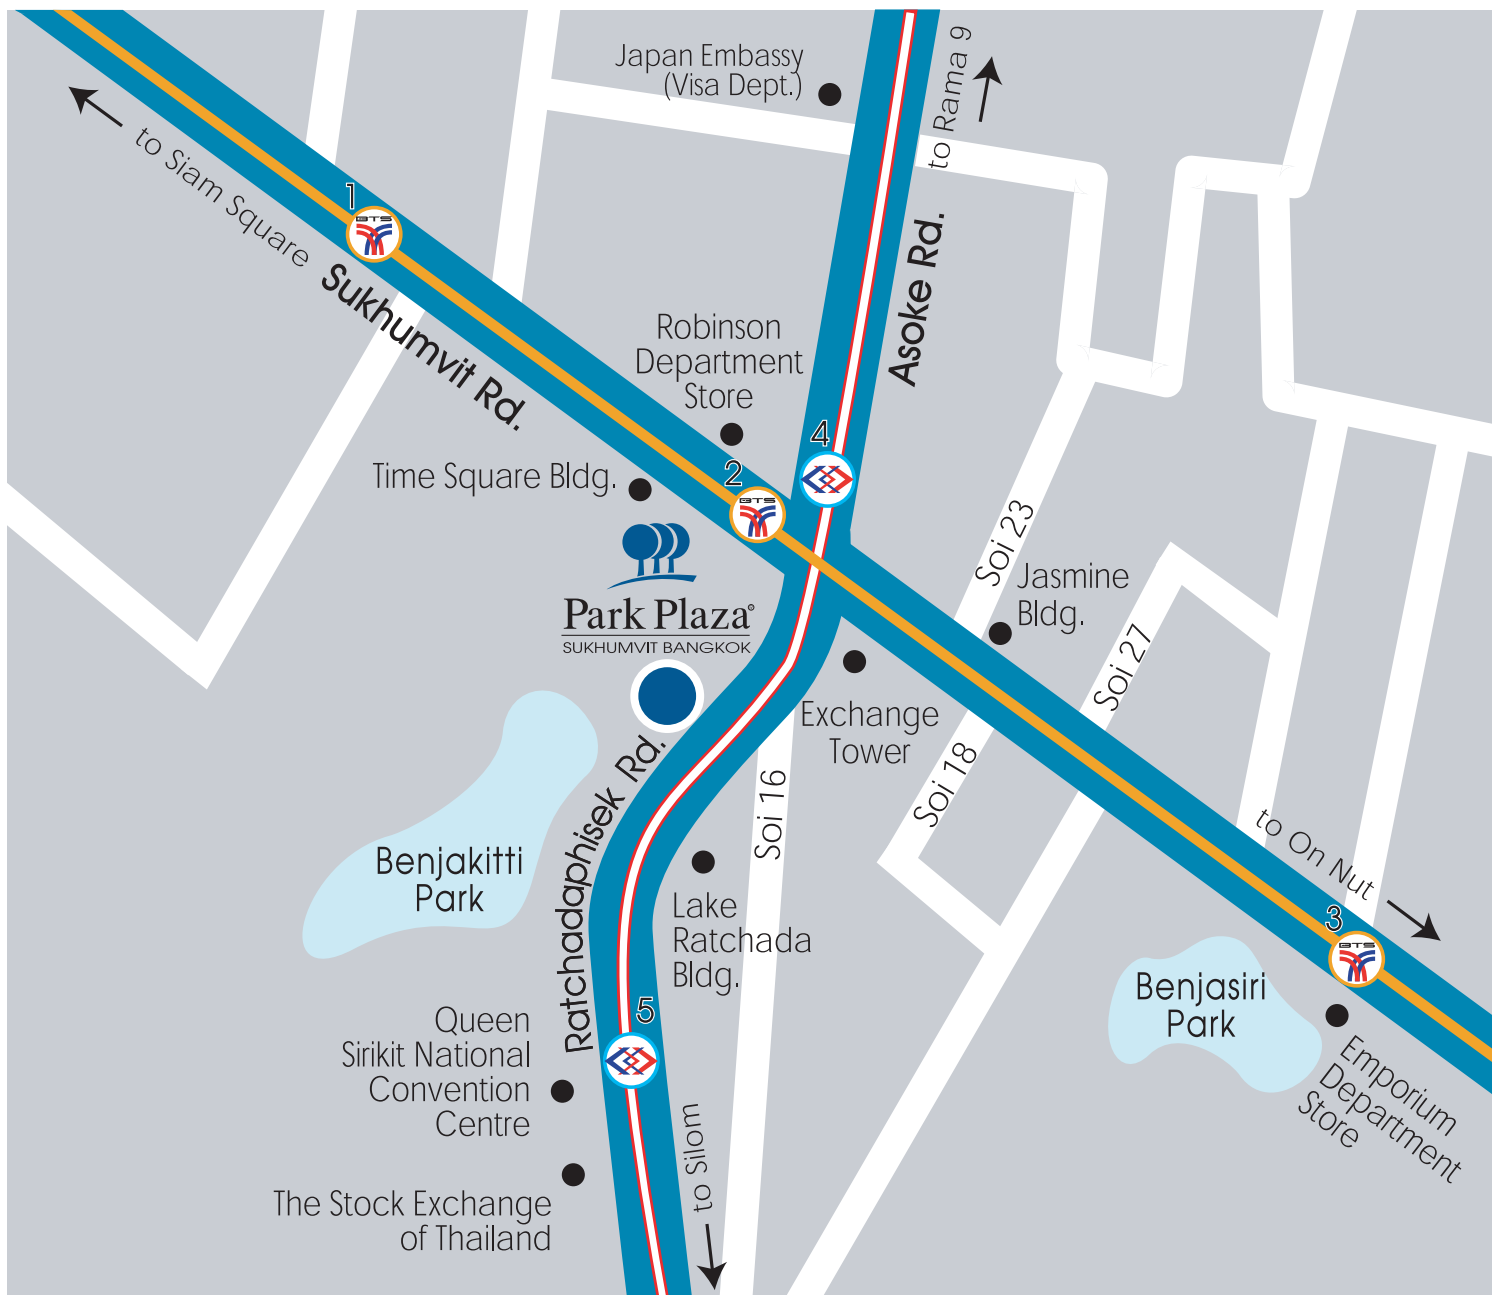 Japan Embassy
(Visa Dept.)
to Rama 9
to Siam Square
1
BTS
Sukhumvit Rd.
Asoke Rd.
Robinson
Department
Store
4
Time Square Bldg.
2
BTS
Soi 23
Jasmine
Bldg.
Park Plaza®
SUKHUMVIT BANGKOK
Soi 27
Exchange
Tower
Ratchadaphisek Rd.
Soi 16
Soi 18
to On Nut
Benjakitti
Park
Lake
Ratchada
Bldg.
3
BTS
Benjasiri
Park
Emporium
Department
Store
5
Queen
Sirikit National
Convention
Centre
to Silom
The Stock Exchange
of Thailand